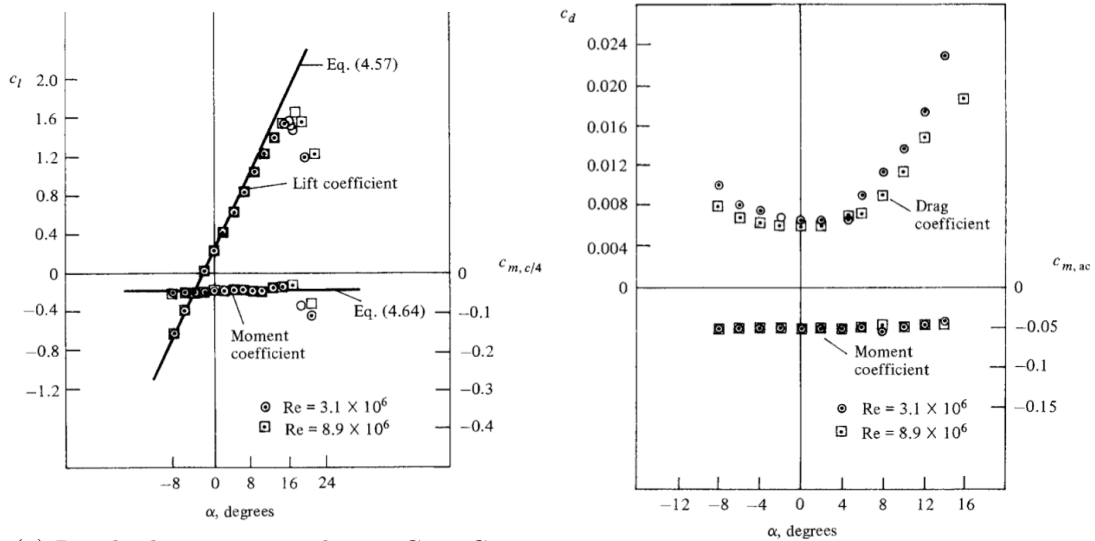 c_l
2.0
1.6
1.2
0.8
0.4
0
−0.4
−0.8
−1.2
Eq. (4.57)
Lift coefficient
0
c_{m, c/4}
Eq. (4.64)
−0.1
−0.2
−0.3
−0.4
Moment
coefficient
Re = 3.1 × 10^6
Re = 8.9 × 10^6
−8 0 8 16 24
α, degrees
c_d
0.024
0.020
0.016
0.012
0.008
0.004
0
Drag
coefficient
c_{m, ac}
0
−0.05
−0.1
−0.15
Moment
coefficient
Re = 3.1 × 10^6
Re = 8.9 × 10^6
−12 −8 −4 0 4 8 12 16
α, degrees